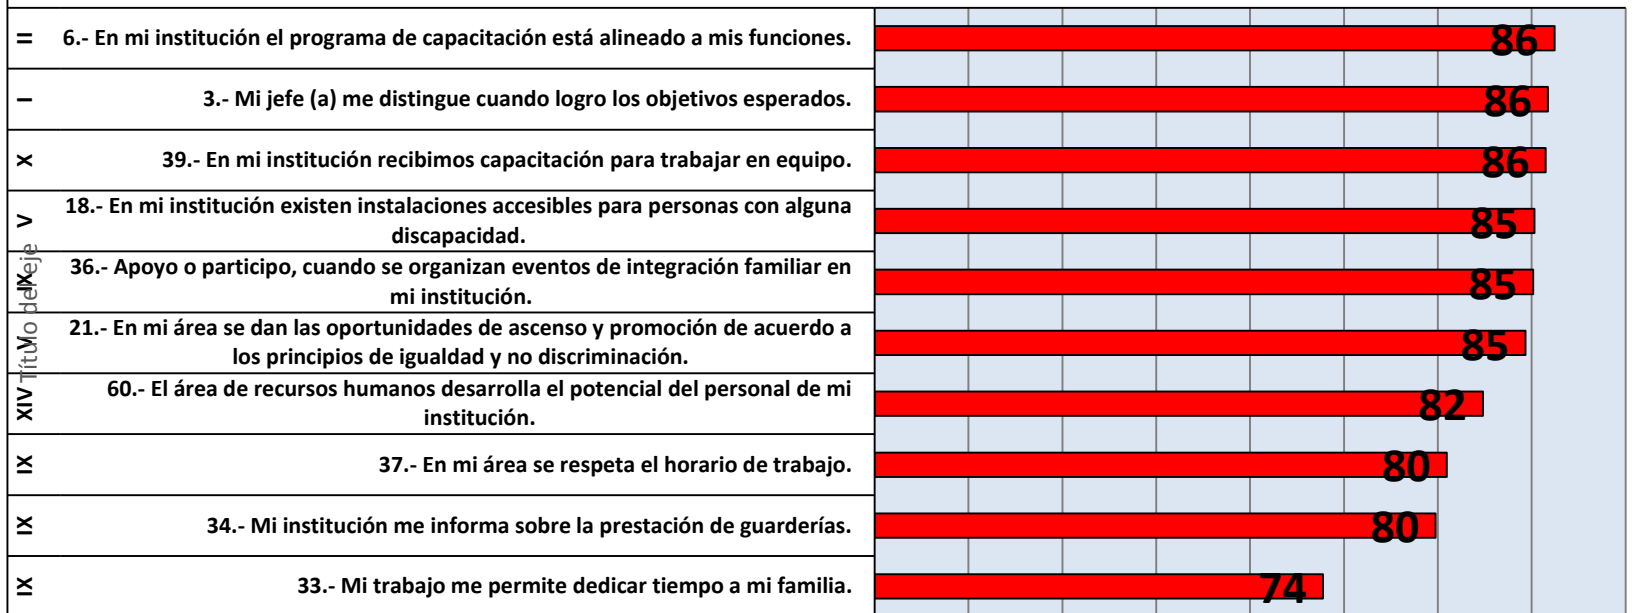 II 6.- En mi institución el programa de capacitación está alineado a mis funciones. 86
I 3.- Mi jefe (a) me distingue cuando logro los objetivos esperados. 86
X 39.- En mi institución recibimos capacitación para trabajar en equipo. 86
V 18.- En mi institución existen instalaciones accesibles para personas con alguna
discapacidad. 85
IX 36.- Apoyo o participo, cuando se organizan eventos de integración familiar en
mi institución. 85
V 21.- En mi área se dan las oportunidades de ascenso y promoción de acuerdo a
los principios de igualdad y no discriminación. 85
XIV 60.- El área de recursos humanos desarrolla el potencial del personal de mi
institución. 82
IX 37.- En mi área se respeta el horario de trabajo. 80
IX 34.- Mi institución me informa sobre la prestación de guarderías. 80
IX 33.- Mi trabajo me permite dedicar tiempo a mi familia. 74
Título del eje